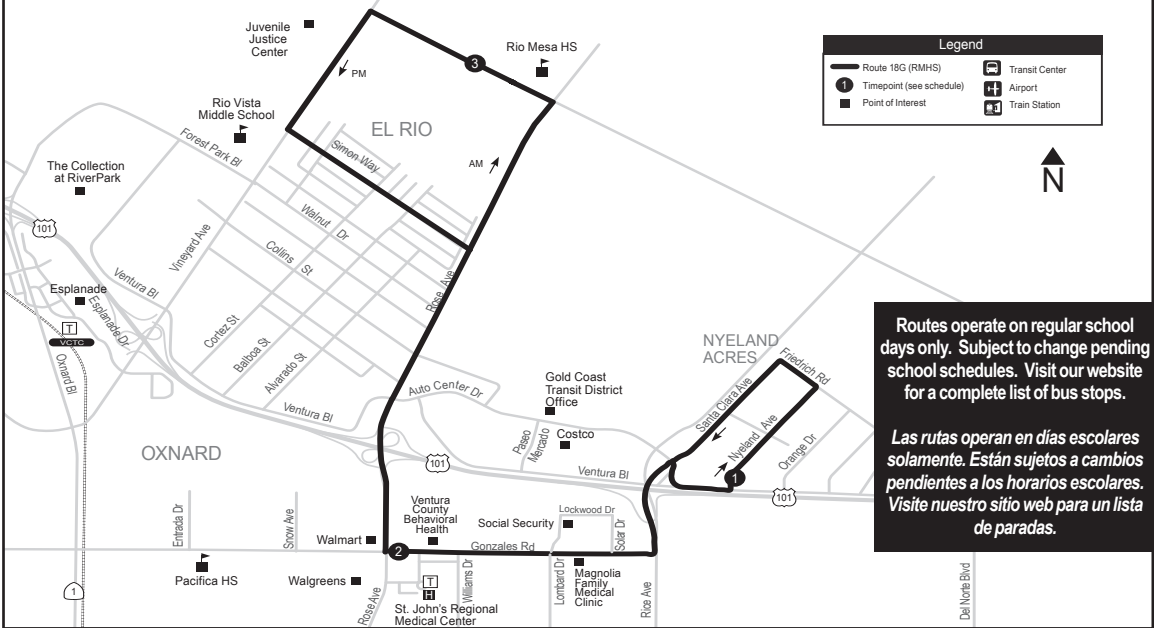 Juvenile
Justice
Center
Rio Mesa HS
3
PM
Rio Vista
Middle School
EL RIO
Forest Park Bl
Simon Way
AM
The Collection
at RiverPark
Walnut Dr
101
Vineyard Ave
Collins St
Ventura Bl
Esplanade
Esplanade Dr
T
VCTC
Oxnard Bl
Cortez St
Balboa St
Alvarado St
Rose Ave
Auto Center Dr
Ventura Bl
OXNARD
101
Gold Coast
Transit District
Office
Paseo
Mercado
Costco
Ventura Bl
NYELAND
ACRES
Friedrich Rd
Santa Clara Ave
Nyeland Ave
Orange Dr
1
101
Entrada Dr
Snow Ave
Walmart
2
Ventura
County
Behavioral
Health
Social Security
Lockwood Dr
Solar Dr
Gonzales Rd
Pacifica HS
Walgreens
1
Rose Ave
T
H
St. John's Regional
Medical Center
Williams Dr
Lombard Dr
Magnolia
Family
Medical
Clinic
Rice Ave
Del Norte Blvd
Legend
Route 18G (RMHS)
1 Timepoint (see schedule)
Point of Interest
Transit Center
Airport
Train Station
N
Routes operate on regular school
days only. Subject to change pending
school schedules. Visit our website
for a complete list of bus stops.
Las rutas operan en días escolares
solamente. Están sujetos a cambios
pendientes a los horarios escolares.
Visite nuestro sitio web para un lista
de paradas.